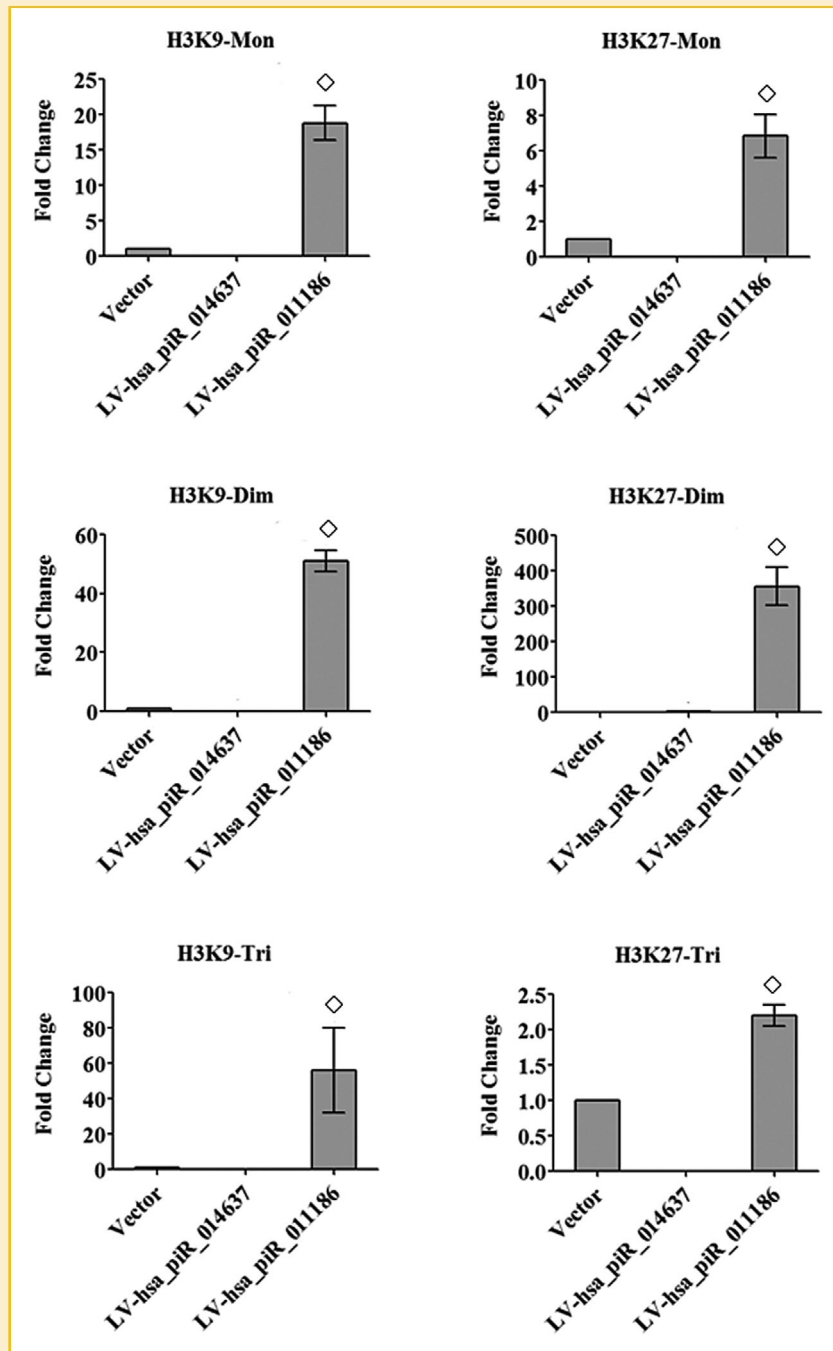 H3K9-Mon
Fold Change
25
20
15
10
5
0
Vector
LV-hsa_piR_014637
LV-hsa_piR_011186
H3K27-Mon
Fold Change
10
8
6
4
2
0
Vector
LV-hsa_piR_014637
LV-hsa_piR_011186
H3K9-Dim
Fold Change
60
40
20
0
Vector
LV-hsa_piR_014637
LV-hsa_piR_011186
H3K27-Dim
Fold Change
500
400
300
200
100
0
Vector
LV-hsa_piR_014637
LV-hsa_piR_011186
H3K9-Tri
Fold Change
100
80
60
40
20
0
Vector
LV-hsa_piR_014637
LV-hsa_piR_011186
H3K27-Tri
Fold Change
2.5
2.0
1.5
1.0
0.5
0.0
Vector
LV-hsa_piR_014637
LV-hsa_piR_011186